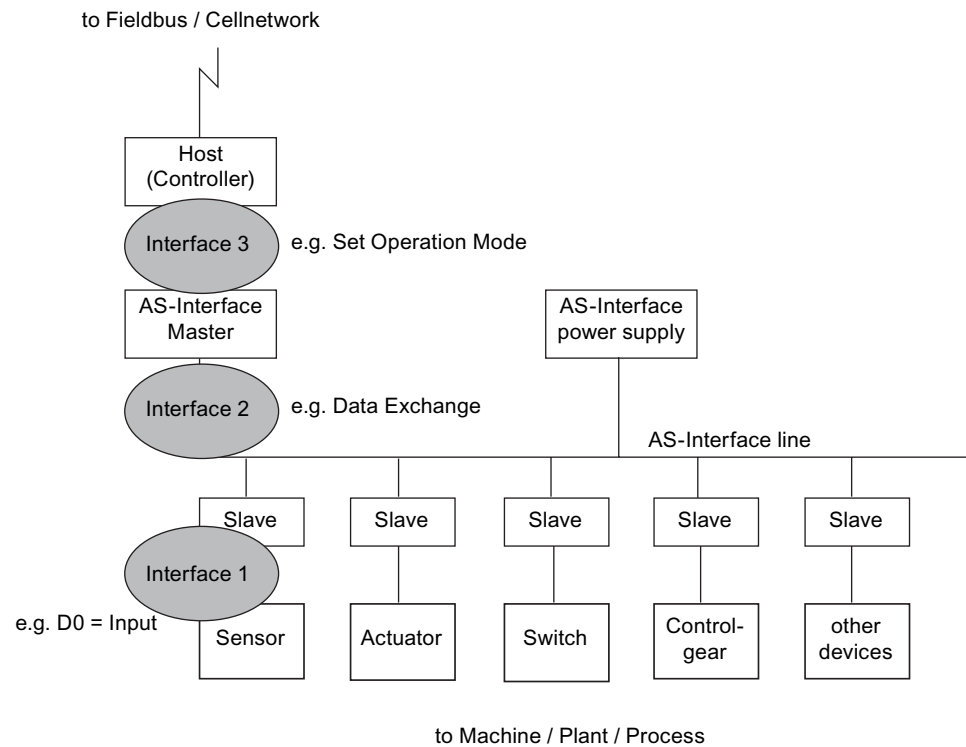 to Fieldbus / Cellnetwork
Host
(Controller)
Interface 3
e.g. Set Operation Mode
AS-Interface
Master
AS-Interface
power supply
Interface 2
e.g. Data Exchange
AS-Interface line
Slave
Slave
Slave
Slave
Slave
Interface 1
e.g. D0 = Input
Sensor
Actuator
Switch
Control-
gear
other
devices
to Machine / Plant / Process